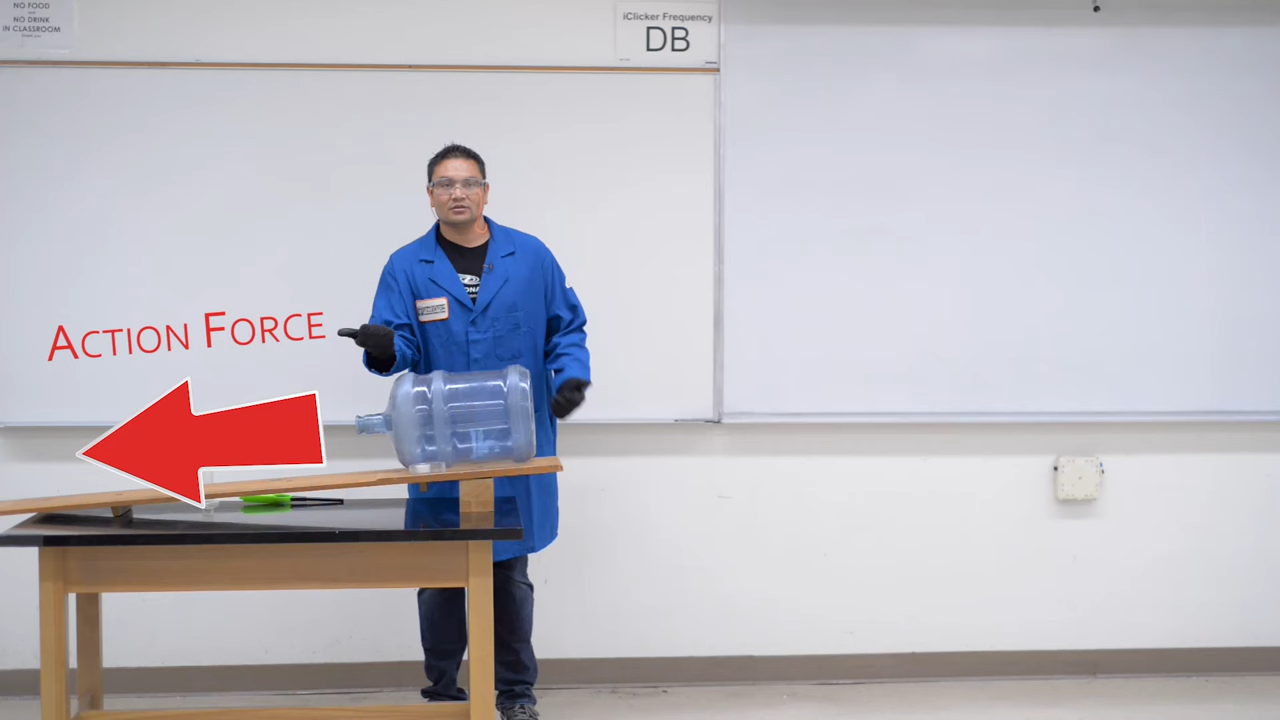 NO FOOD
NO DRINK
IN CLASSROOM
iClicker Frequency
DB
ACTION FORCE